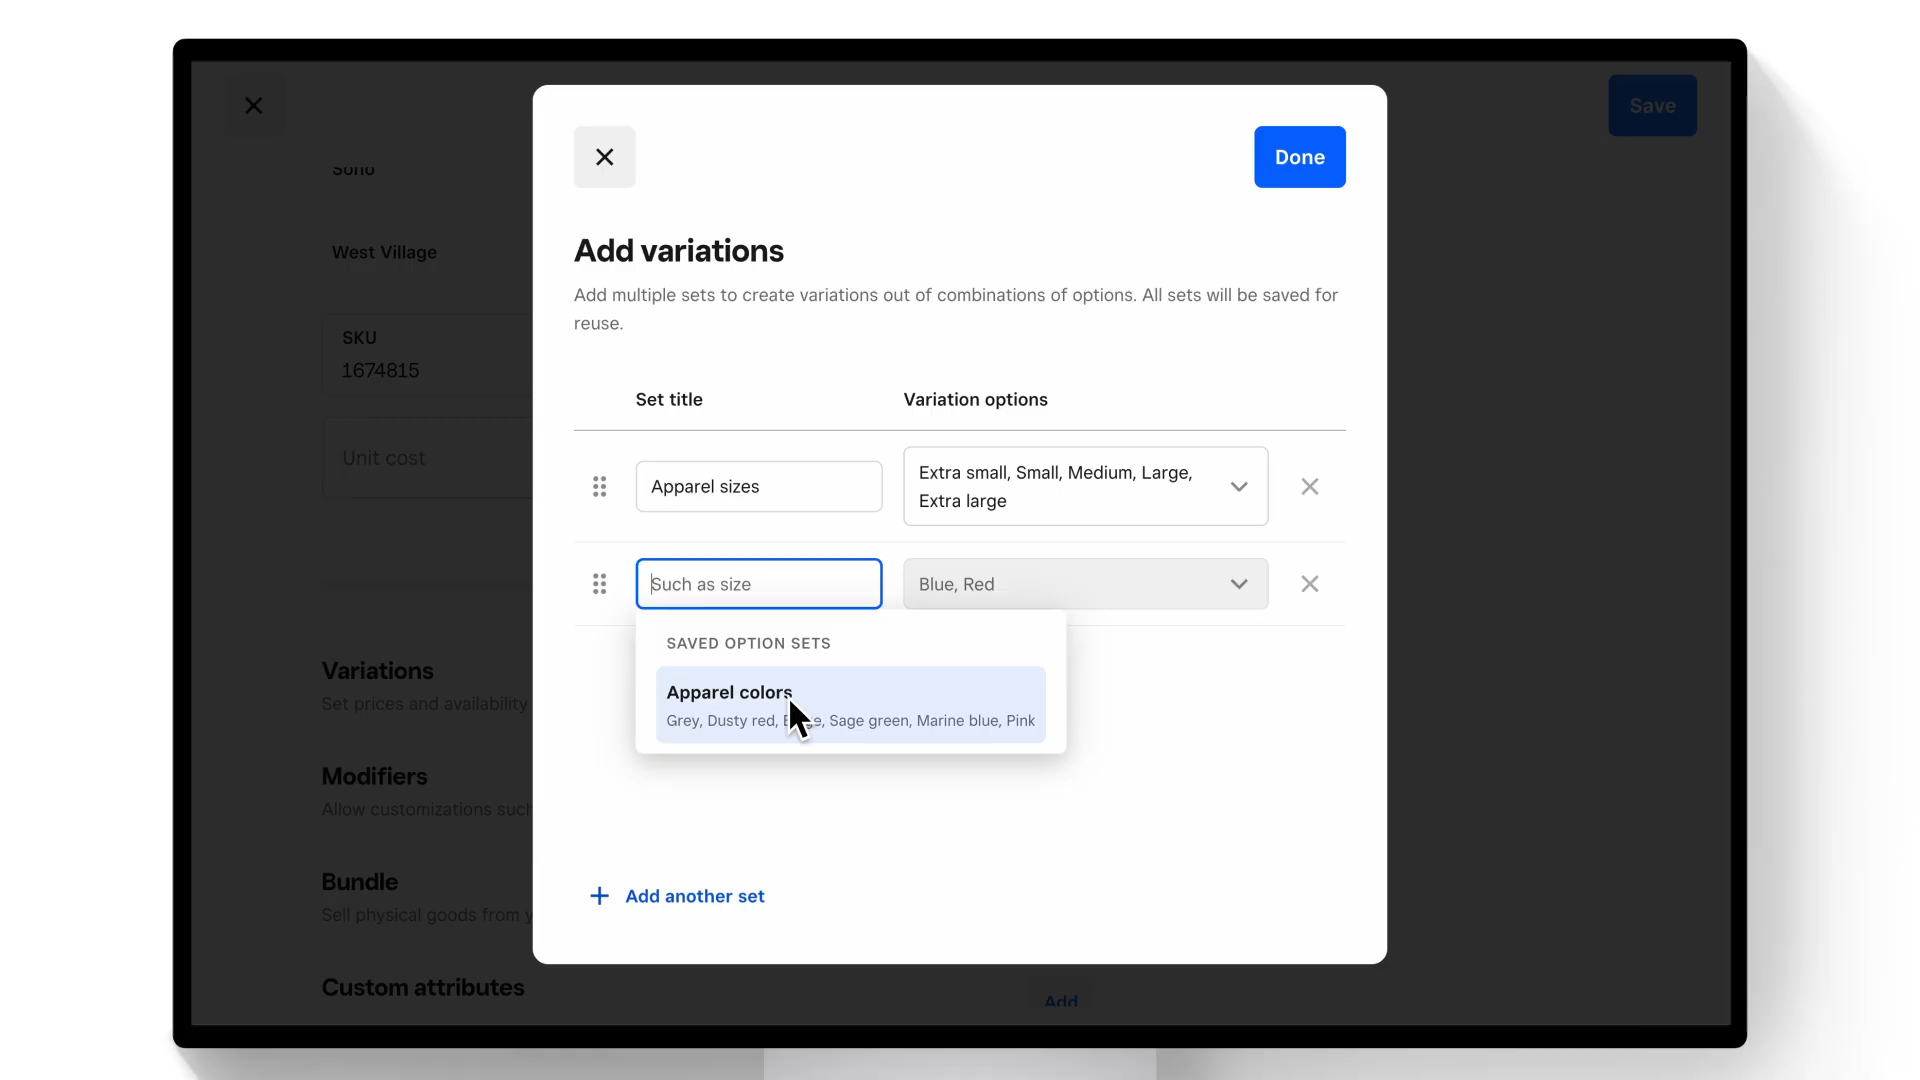 Save
Soho
West Village
SKU
1674815
Unit cost
Variations
Set prices and availability
Modifiers
Allow customizations such
Bundle
Sell physical goods from y
Custom attributes
Add
Done
Add variations
Add multiple sets to create variations out of combinations of options. All sets will be saved for
reuse.
Set title
Variation options
Apparel sizes
Extra small, Small, Medium, Large,
Extra large
Such as size
Blue, Red
SAVED OPTION SETS
Apparel colors
Grey, Dusty red, Sage green, Marine blue, Pink
Add another set